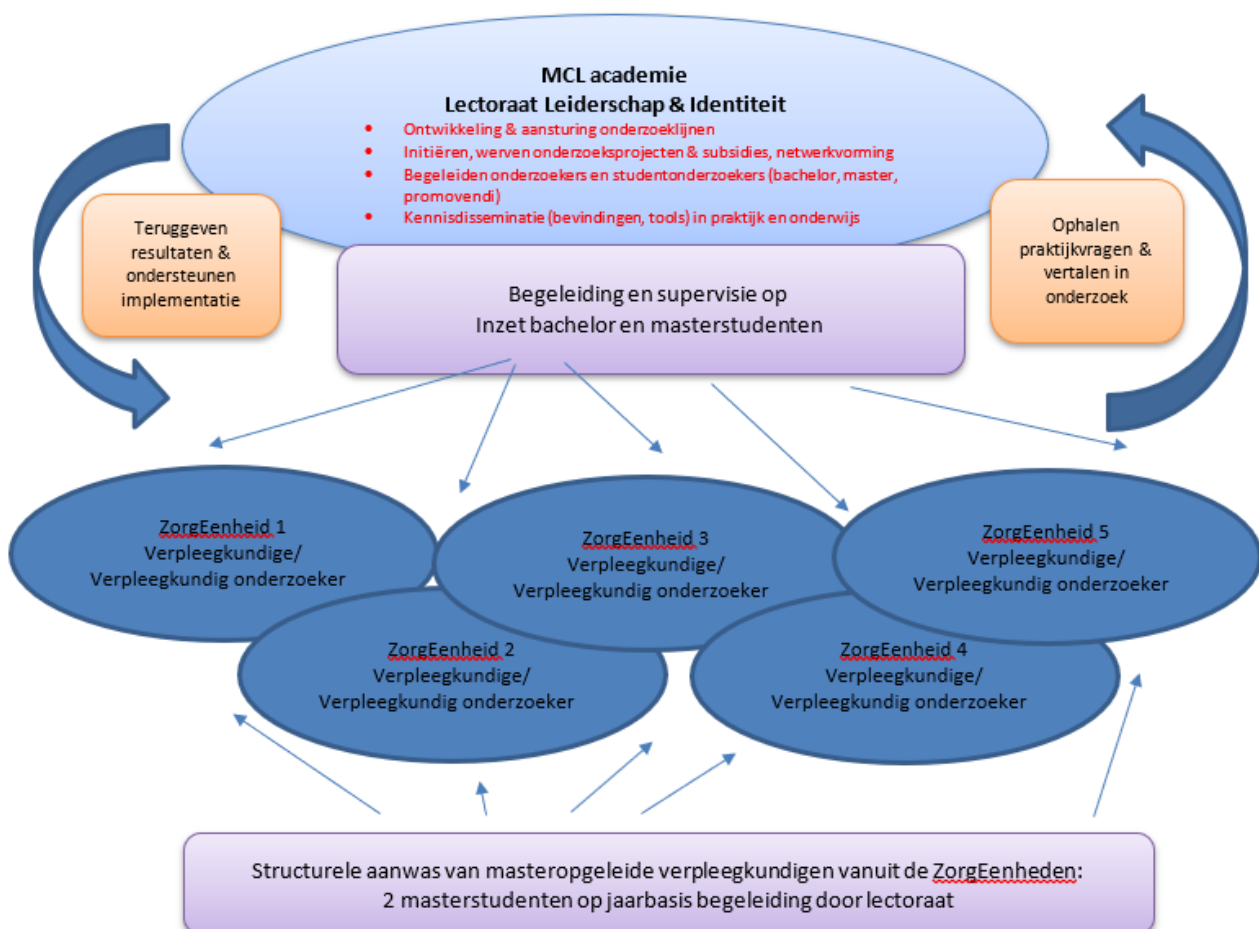 MCL academie
Lectoraat Leiderschap & Identiteit
• Ontwikkeling & aansturing onderzoeklijnen
• Initiëren, werven onderzoeksprojecten & subsidies, netwerkvorming
• Begeleiden onderzoekers en studentonderzoekers (bachelor, master,
promovendi)
• Kennisdisseminatie (bevindingen, tools) in praktijk en onderwijs
Teruggeven
resultaten &
ondersteunen
implementatie
Ophalen
praktijkvragen &
vertalen in
onderzoek
Begeleiding en supervisie op
Inzet bachelor en masterstudenten
ZorgEenheid 1
Verpleegkundige/
Verpleegkundig onderzoeker
ZorgEenheid 2
Verpleegkundige/
Verpleegkundig onderzoeker
ZorgEenheid 3
Verpleegkundige/
Verpleegkundig onderzoeker
ZorgEenheid 4
Verpleegkundige/
Verpleegkundig onderzoeker
ZorgEenheid 5
Verpleegkundige/
Verpleegkundig onderzoeker
Structurele aanwas van masteropgeleide verpleegkundigen vanuit de ZorgEenheden:
2 masterstudenten op jaarbasis begeleiding door lectoraat